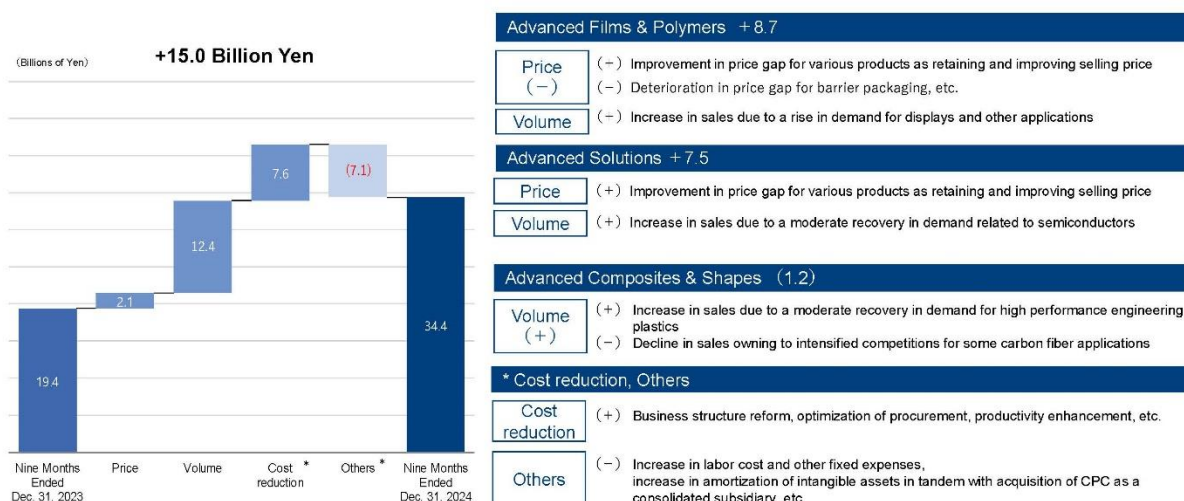 (Billions of Yen)
+15.0 Billion Yen
19.4
2.1
12.4
7.6
(7.1)
34.4
Nine Months
Ended
Dec. 31. 2023
Price
Volume
Cost *
reduction
Others *
Nine Months
Ended
Dec. 31. 2024
Advanced Films & Polymers +8.7
Price
(−)
(+) Improvement in price gap for various products as retaining and improving selling price
(−) Deterioration in price gap for barrier packaging, etc.
Volume
(+) Increase in sales due to a rise in demand for displays and other applications
Advanced Solutions +7.5
Price
(+) Improvement in price gap for various products as retaining and improving selling price
Volume
(+) Increase in sales due to a moderate recovery in demand related to semiconductors
Advanced Composites & Shapes (1.2)
Volume
(+)
(+) Increase in sales due to a moderate recovery in demand for high performance engineering
plastics
(−) Decline in sales owning to intensified competitions for some carbon fiber applications
* Cost reduction, Others
Cost
reduction
(+) Business structure reform, optimization of procurement, productivity enhancement, etc.
Others
(−) Increase in labor cost and other fixed expenses,
increase in amortization of intangible assets in tandem with acquisition of CPC as a
consolidated subsidiary, etc